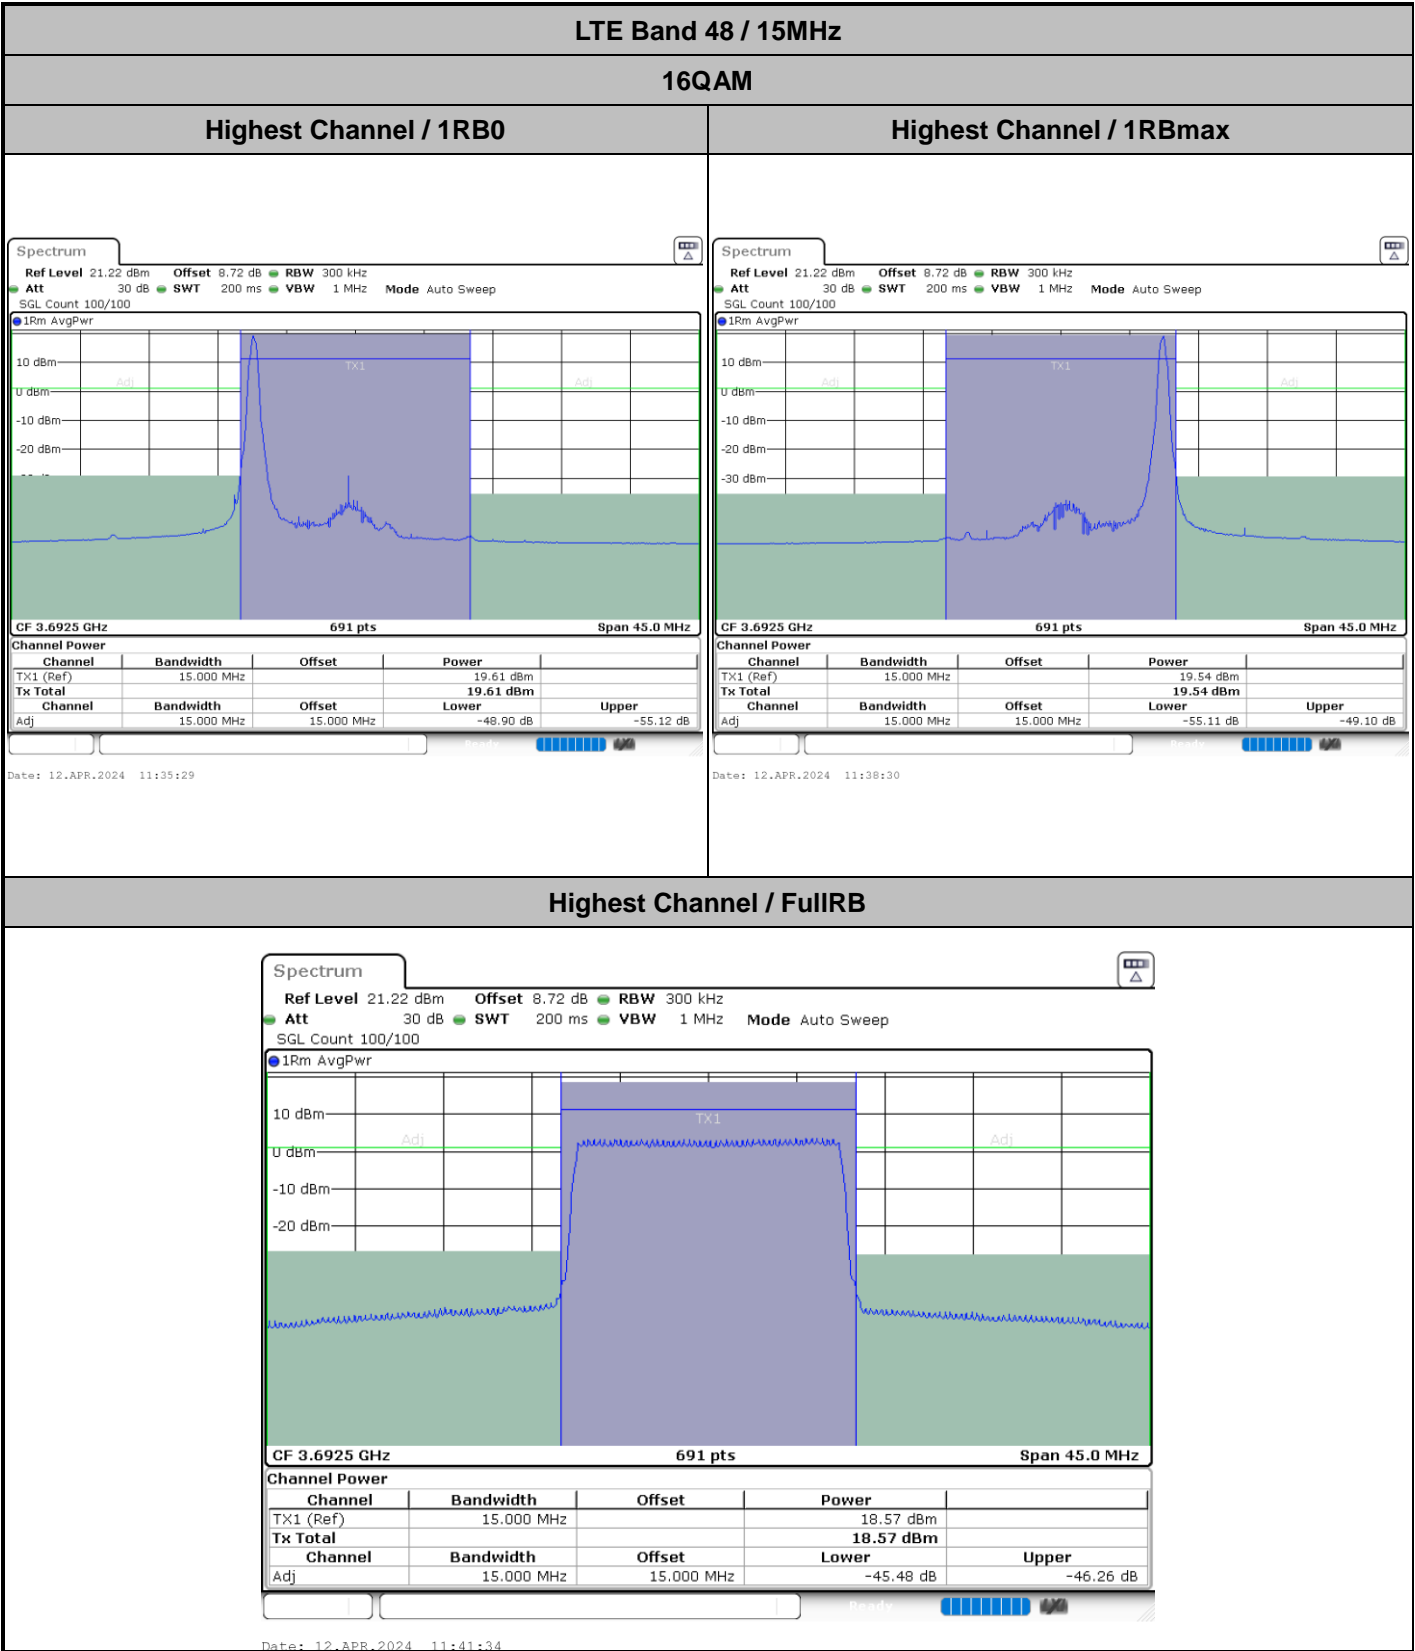 LTE Band 48 / 15MHz
16QAM
Highest Channel / 1RB0
Highest Channel / 1RBmax
Spectrum
Ref Level 21.22 dBm Offset 8.72 dB RBW 300 kHz
Att 30 dB SWT 200 ms VBW 1 MHz Mode Auto Sweep
SGL Count 100/100
1Rm AvgPwr
10 dBm
TX1
Adj
Adj
0 dBm
-10 dBm
-20 dBm
CF 3.6925 GHz 691 pts Span 45.0 MHz
Channel Power
Channel Bandwidth Offset Power
TX1 (Ref) 15.000 MHz 19.61 dBm
Tx Total 19.61 dBm
Channel Bandwidth Offset Lower Upper
Adj 15.000 MHz 15.000 MHz -48.90 dB -55.12 dB
Ready
Date: 12.APR.2024 11:35:29
Spectrum
Ref Level 21.22 dBm Offset 8.72 dB RBW 300 kHz
Att 30 dB SWT 200 ms VBW 1 MHz Mode Auto Sweep
SGL Count 100/100
1Rm AvgPwr
10 dBm
TX1
Adj
Adj
0 dBm
-10 dBm
-20 dBm
-30 dBm
CF 3.6925 GHz 691 pts Span 45.0 MHz
Channel Power
Channel Bandwidth Offset Power
TX1 (Ref) 15.000 MHz 19.54 dBm
Tx Total 19.54 dBm
Channel Bandwidth Offset Lower Upper
Adj 15.000 MHz 15.000 MHz -55.11 dB -49.10 dB
Ready
Date: 12.APR.2024 11:38:30
Highest Channel / FullRB
Spectrum
Ref Level 21.22 dBm Offset 8.72 dB RBW 300 kHz
Att 30 dB SWT 200 ms VBW 1 MHz Mode Auto Sweep
SGL Count 100/100
1Rm AvgPwr
10 dBm
TX1
Adj
Adj
0 dBm
-10 dBm
-20 dBm
CF 3.6925 GHz 691 pts Span 45.0 MHz
Channel Power
Channel Bandwidth Offset Power
TX1 (Ref) 15.000 MHz 18.57 dBm
Tx Total 18.57 dBm
Channel Bandwidth Offset Lower Upper
Adj 15.000 MHz 15.000 MHz -45.48 dB -46.26 dB
Ready
Date: 12.APR.2024 11:41:34